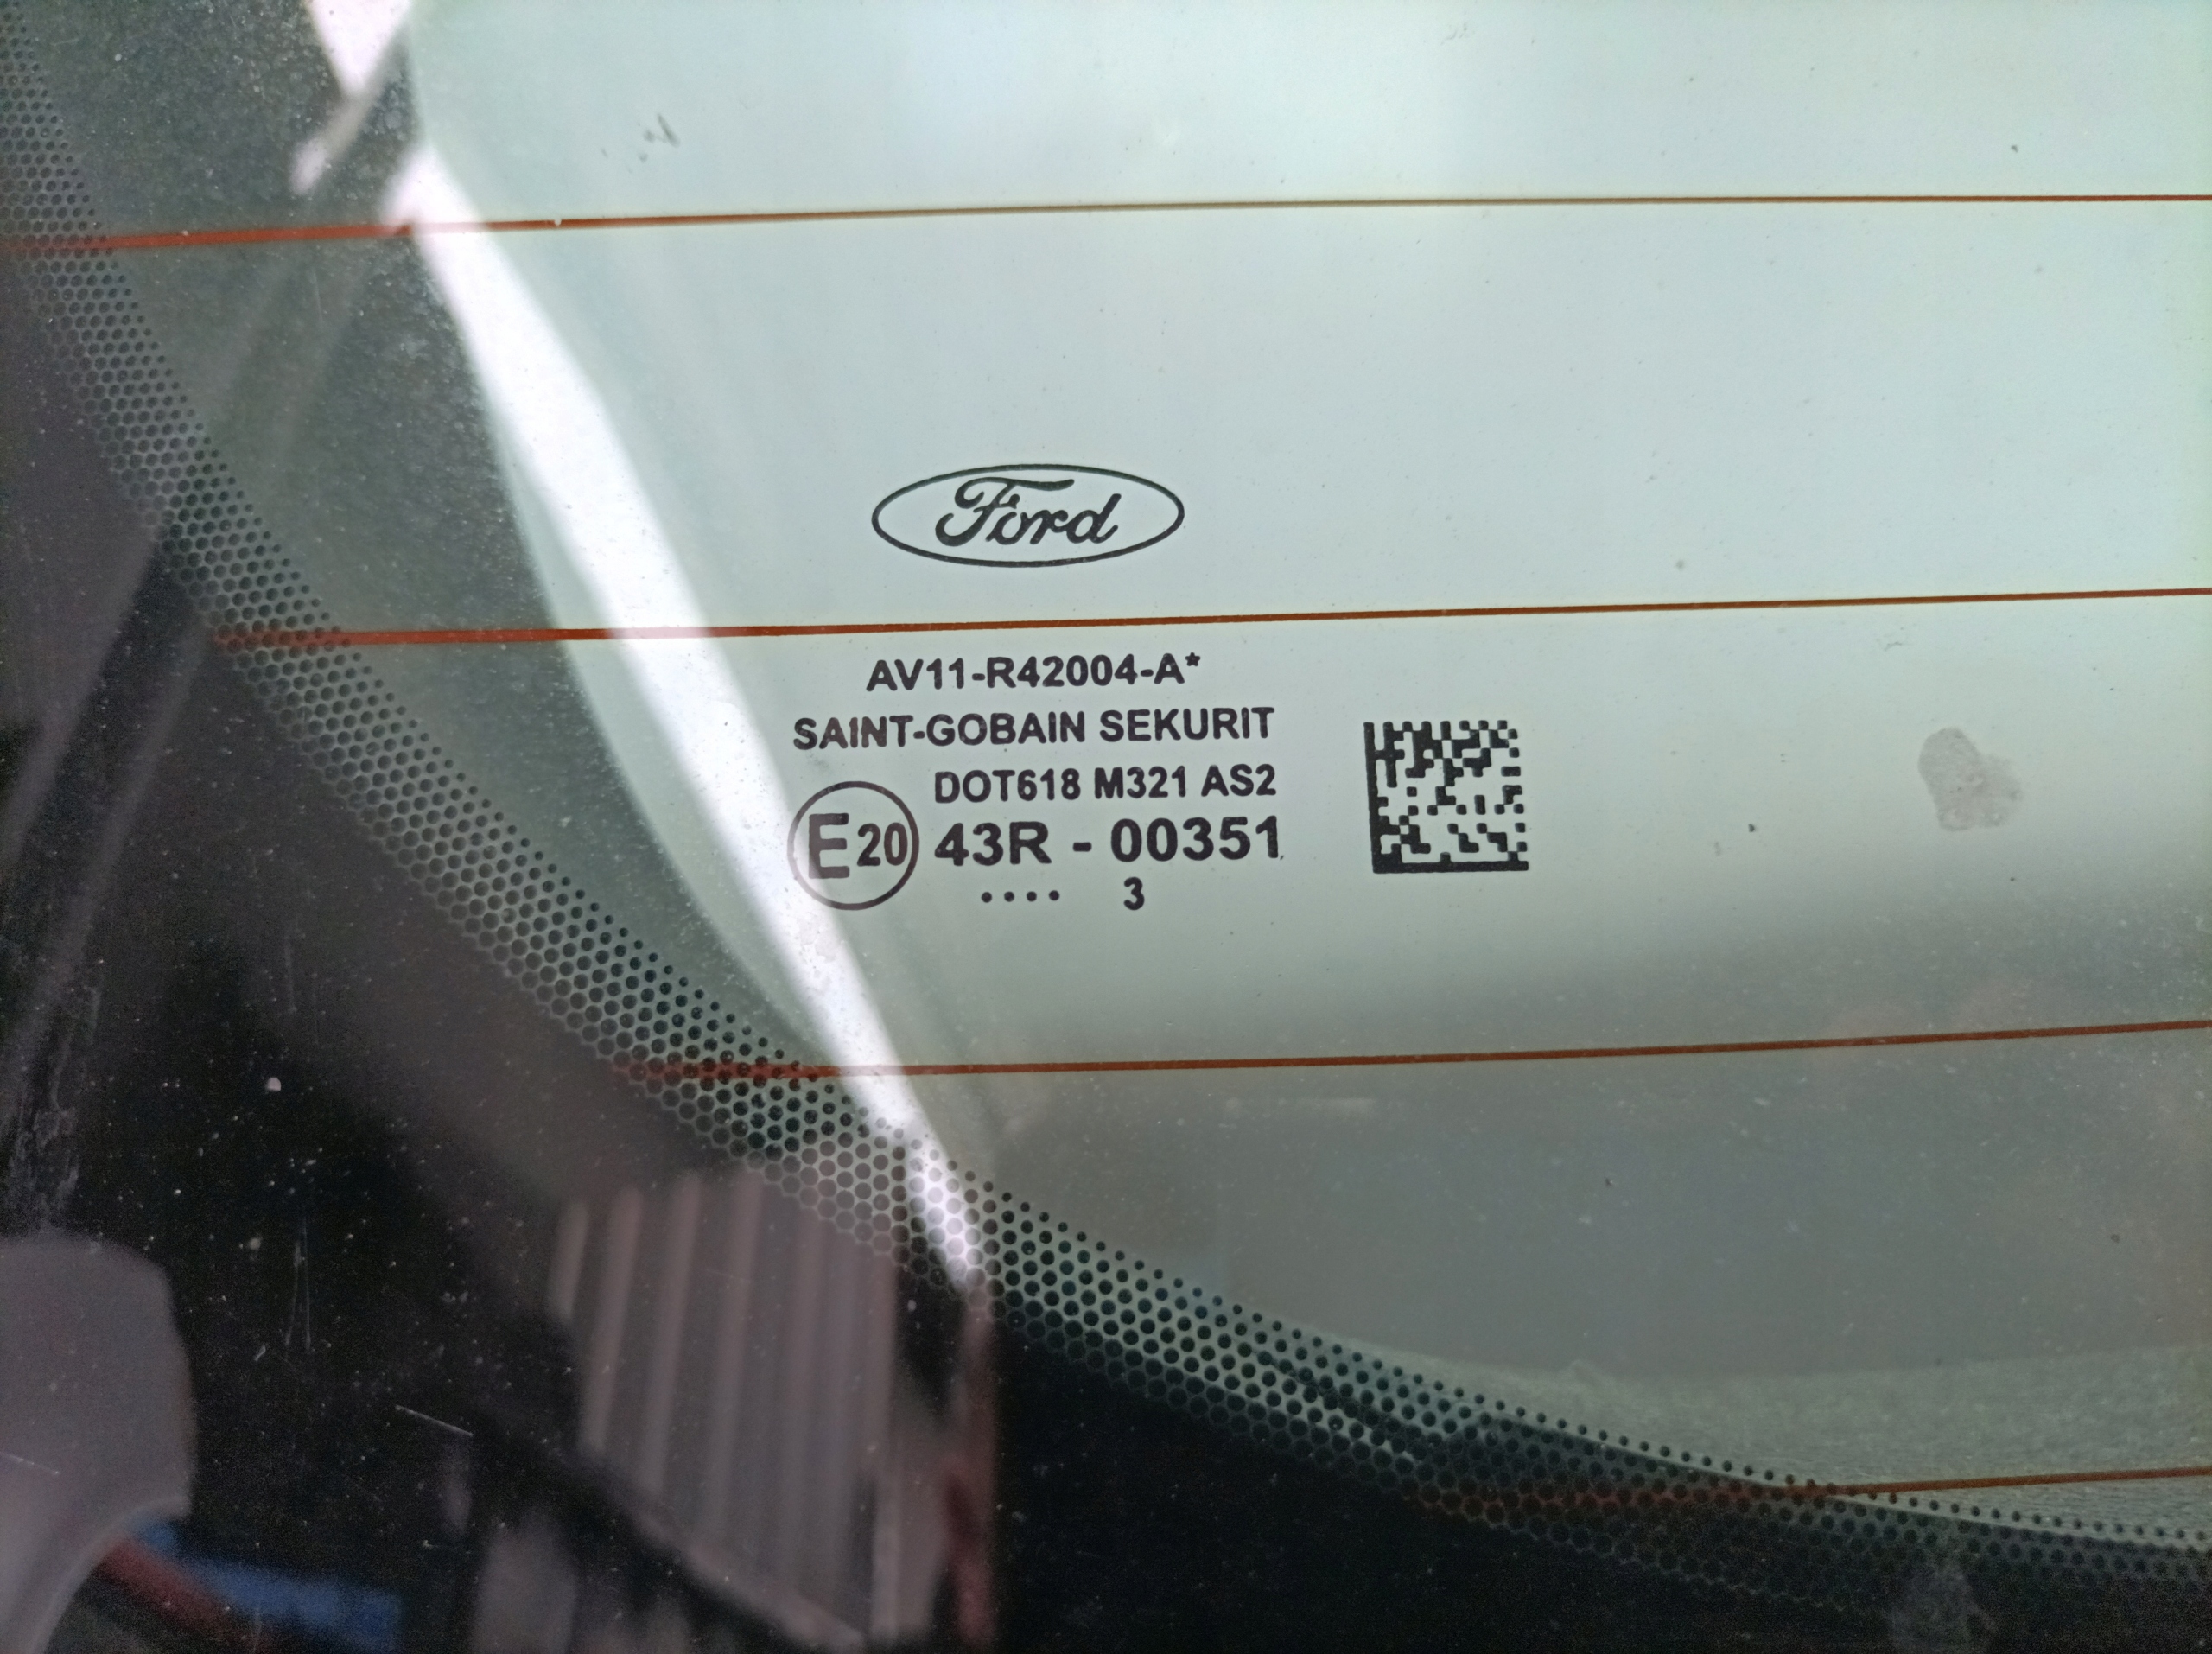 Ford
AV11-R42004-A*
SAINT-GOBAIN SEKURIT
DOT618 M321 AS2
E20 43R - 00351
.... 3